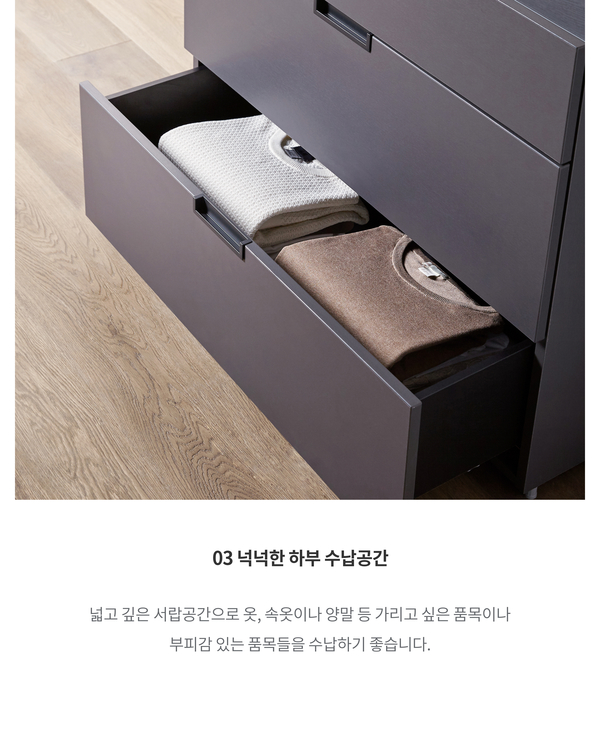 03 넉넉한 하부 수납공간
넓고 깊은 서랍공간으로 옷, 속옷이나 양말 등 가리고 싶은 품목이나
부피감 있는 품목들을 수납하기 좋습니다.